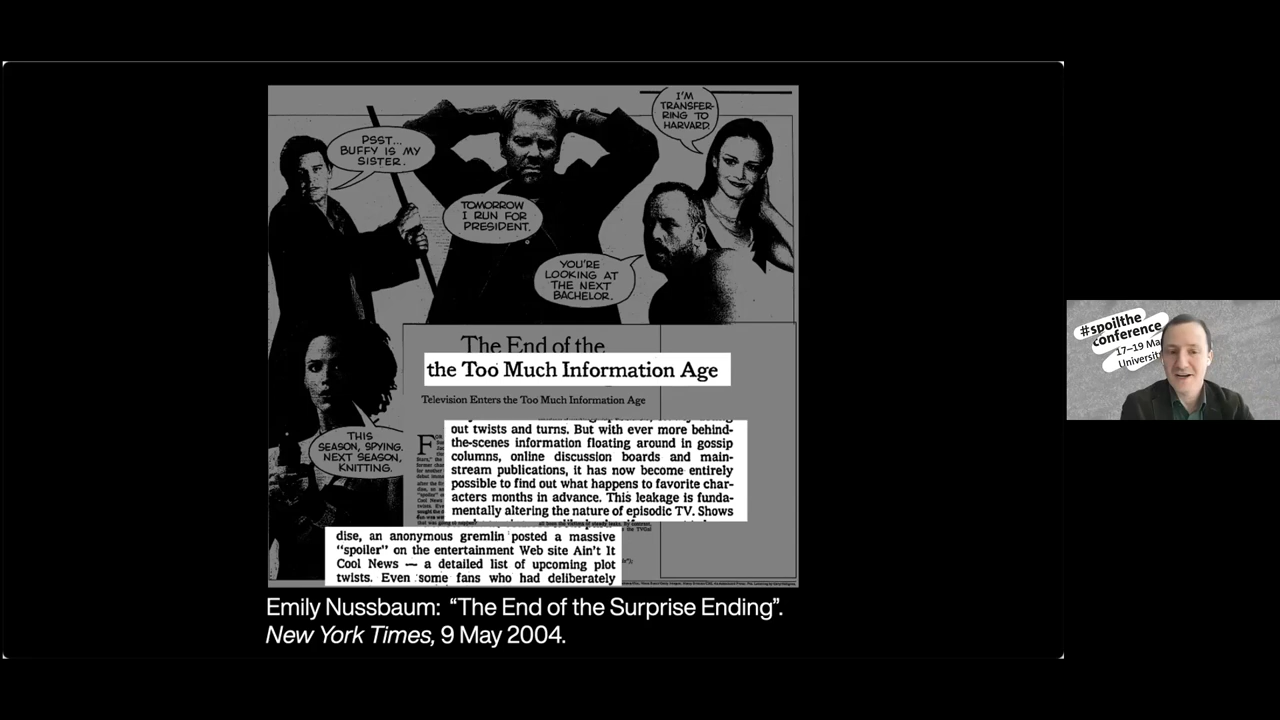 PSST...
BUFFY IS MY
SISTER.
TOMORROW
I RUN FOR
PRESIDENT.
I'M
TRANSFER-
RING TO
HARVARD.
YOU'RE
LOOKING AT
THE NEXT
BACHELOR.
THIS
SEASON, SPYING.
NEXT SEASON,
KNITTING.
The End of the
the Too Much Information Age
Television Enters the Too Much Information Age
out twists and turns. But with ever more behind-
the-scenes information floating around in gossip
columns, online discussion boards and main-
stream publications, it has now become entirely
possible to find out what happens to favorite char-
acters months in advance. This leakage is funda-
mentally altering the nature of episodic TV. Shows
dise, an anonymous gremlin posted a massive
“spoiler” on the entertainment Web site Ain't It
Cool News — a detailed list of upcoming plot
twists. Even some fans who had deliberately
Emily Nussbaum: “The End of the Surprise Ending”.
New York Times, 9 May 2004.
#spoilthe
conference
17–19 Ma
Universit